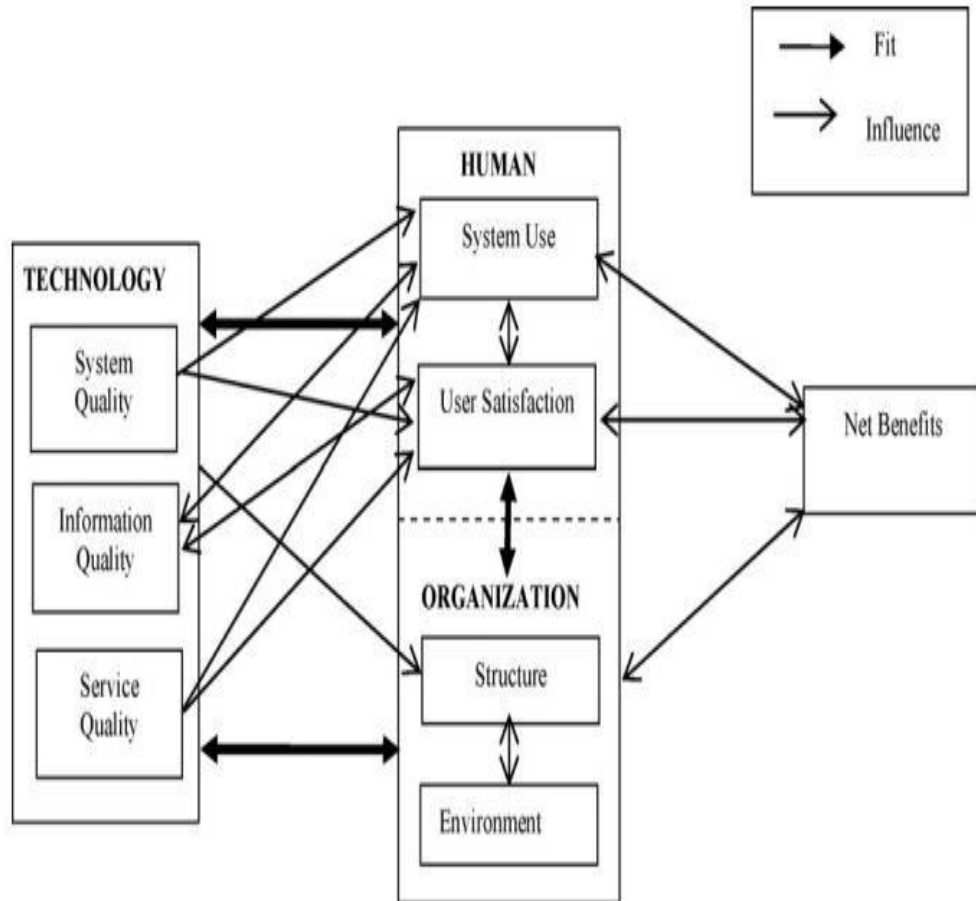 Fit
Influence
HUMAN
System Use
TECHNOLOGY
System
Quality
User Satisfaction
Net Benefits
Information
Quality
ORGANIZATION
Structure
Service
Quality
Environment